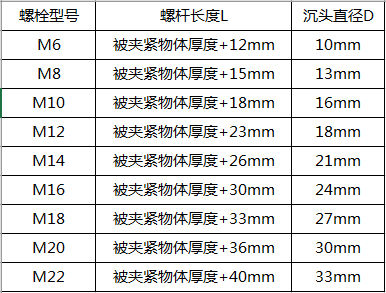 螺栓型号 螺杆长度L 沉头直径D
M6 被夹紧物体厚度+12mm 10mm
M8 被夹紧物体厚度+15mm 13mm
M10 被夹紧物体厚度+18mm 16mm
M12 被夹紧物体厚度+23mm 18mm
M14 被夹紧物体厚度+26mm 21mm
M16 被夹紧物体厚度+30mm 24mm
M18 被夹紧物体厚度+33mm 27mm
M20 被夹紧物体厚度+36mm 30mm
M22 被夹紧物体厚度+40mm 33mm